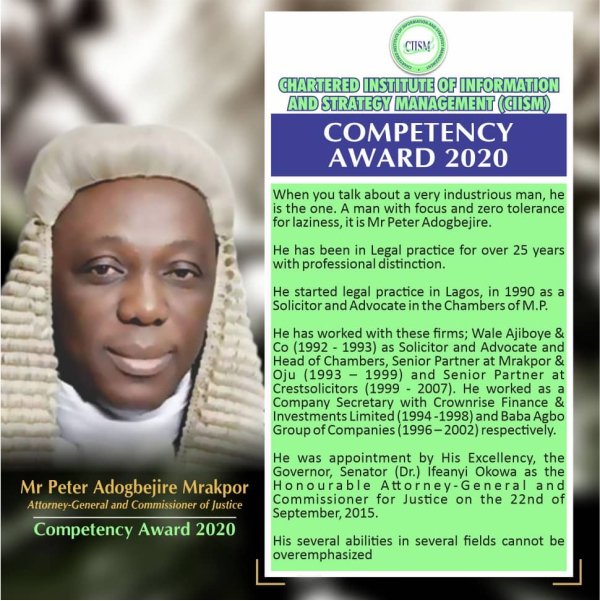 CIISM
CHARTERED INSTITUTE OF INFORMATION
AND STRATEGY MANAGEMENT (CIISM)
COMPETENCY
AWARD 2020
When you talk about a very industrious man, he
is the one. A man with focus and zero tolerance
for laziness, it is Mr Peter Adogbejire.
He has been in Legal practice for over 25 years
with professional distinction.
He started legal practice in Lagos, in 1990 as a
Solicitor and Advocate in the Chambers of M.P.
He has worked with these firms; Wale Ajiboye &
Co (1992 - 1993) as Solicitor and Advocate and
Head of Chambers, Senior Partner at Mrakpor &
Oju (1993 – 1999) and Senior Partner at
Crestsolicitors (1999 - 2007). He worked as a
Company Secretary with Crownrise Finance &
Investments Limited (1994 -1998) and Baba Agbo
Group of Companies (1996 – 2002) respectively.
He was appointment by His Excellency, the
Governor, Senator (Dr.) Ifeanyi Okowa as the
Honourable Attorney-General and
Commissioner for Justice on the 22nd of
September, 2015.
His several abilities in several fields cannot be
overemphasized
Mr Peter Adogbejire Mrakpor
Attorney-General and Commissioner of Justice
Competency Award 2020